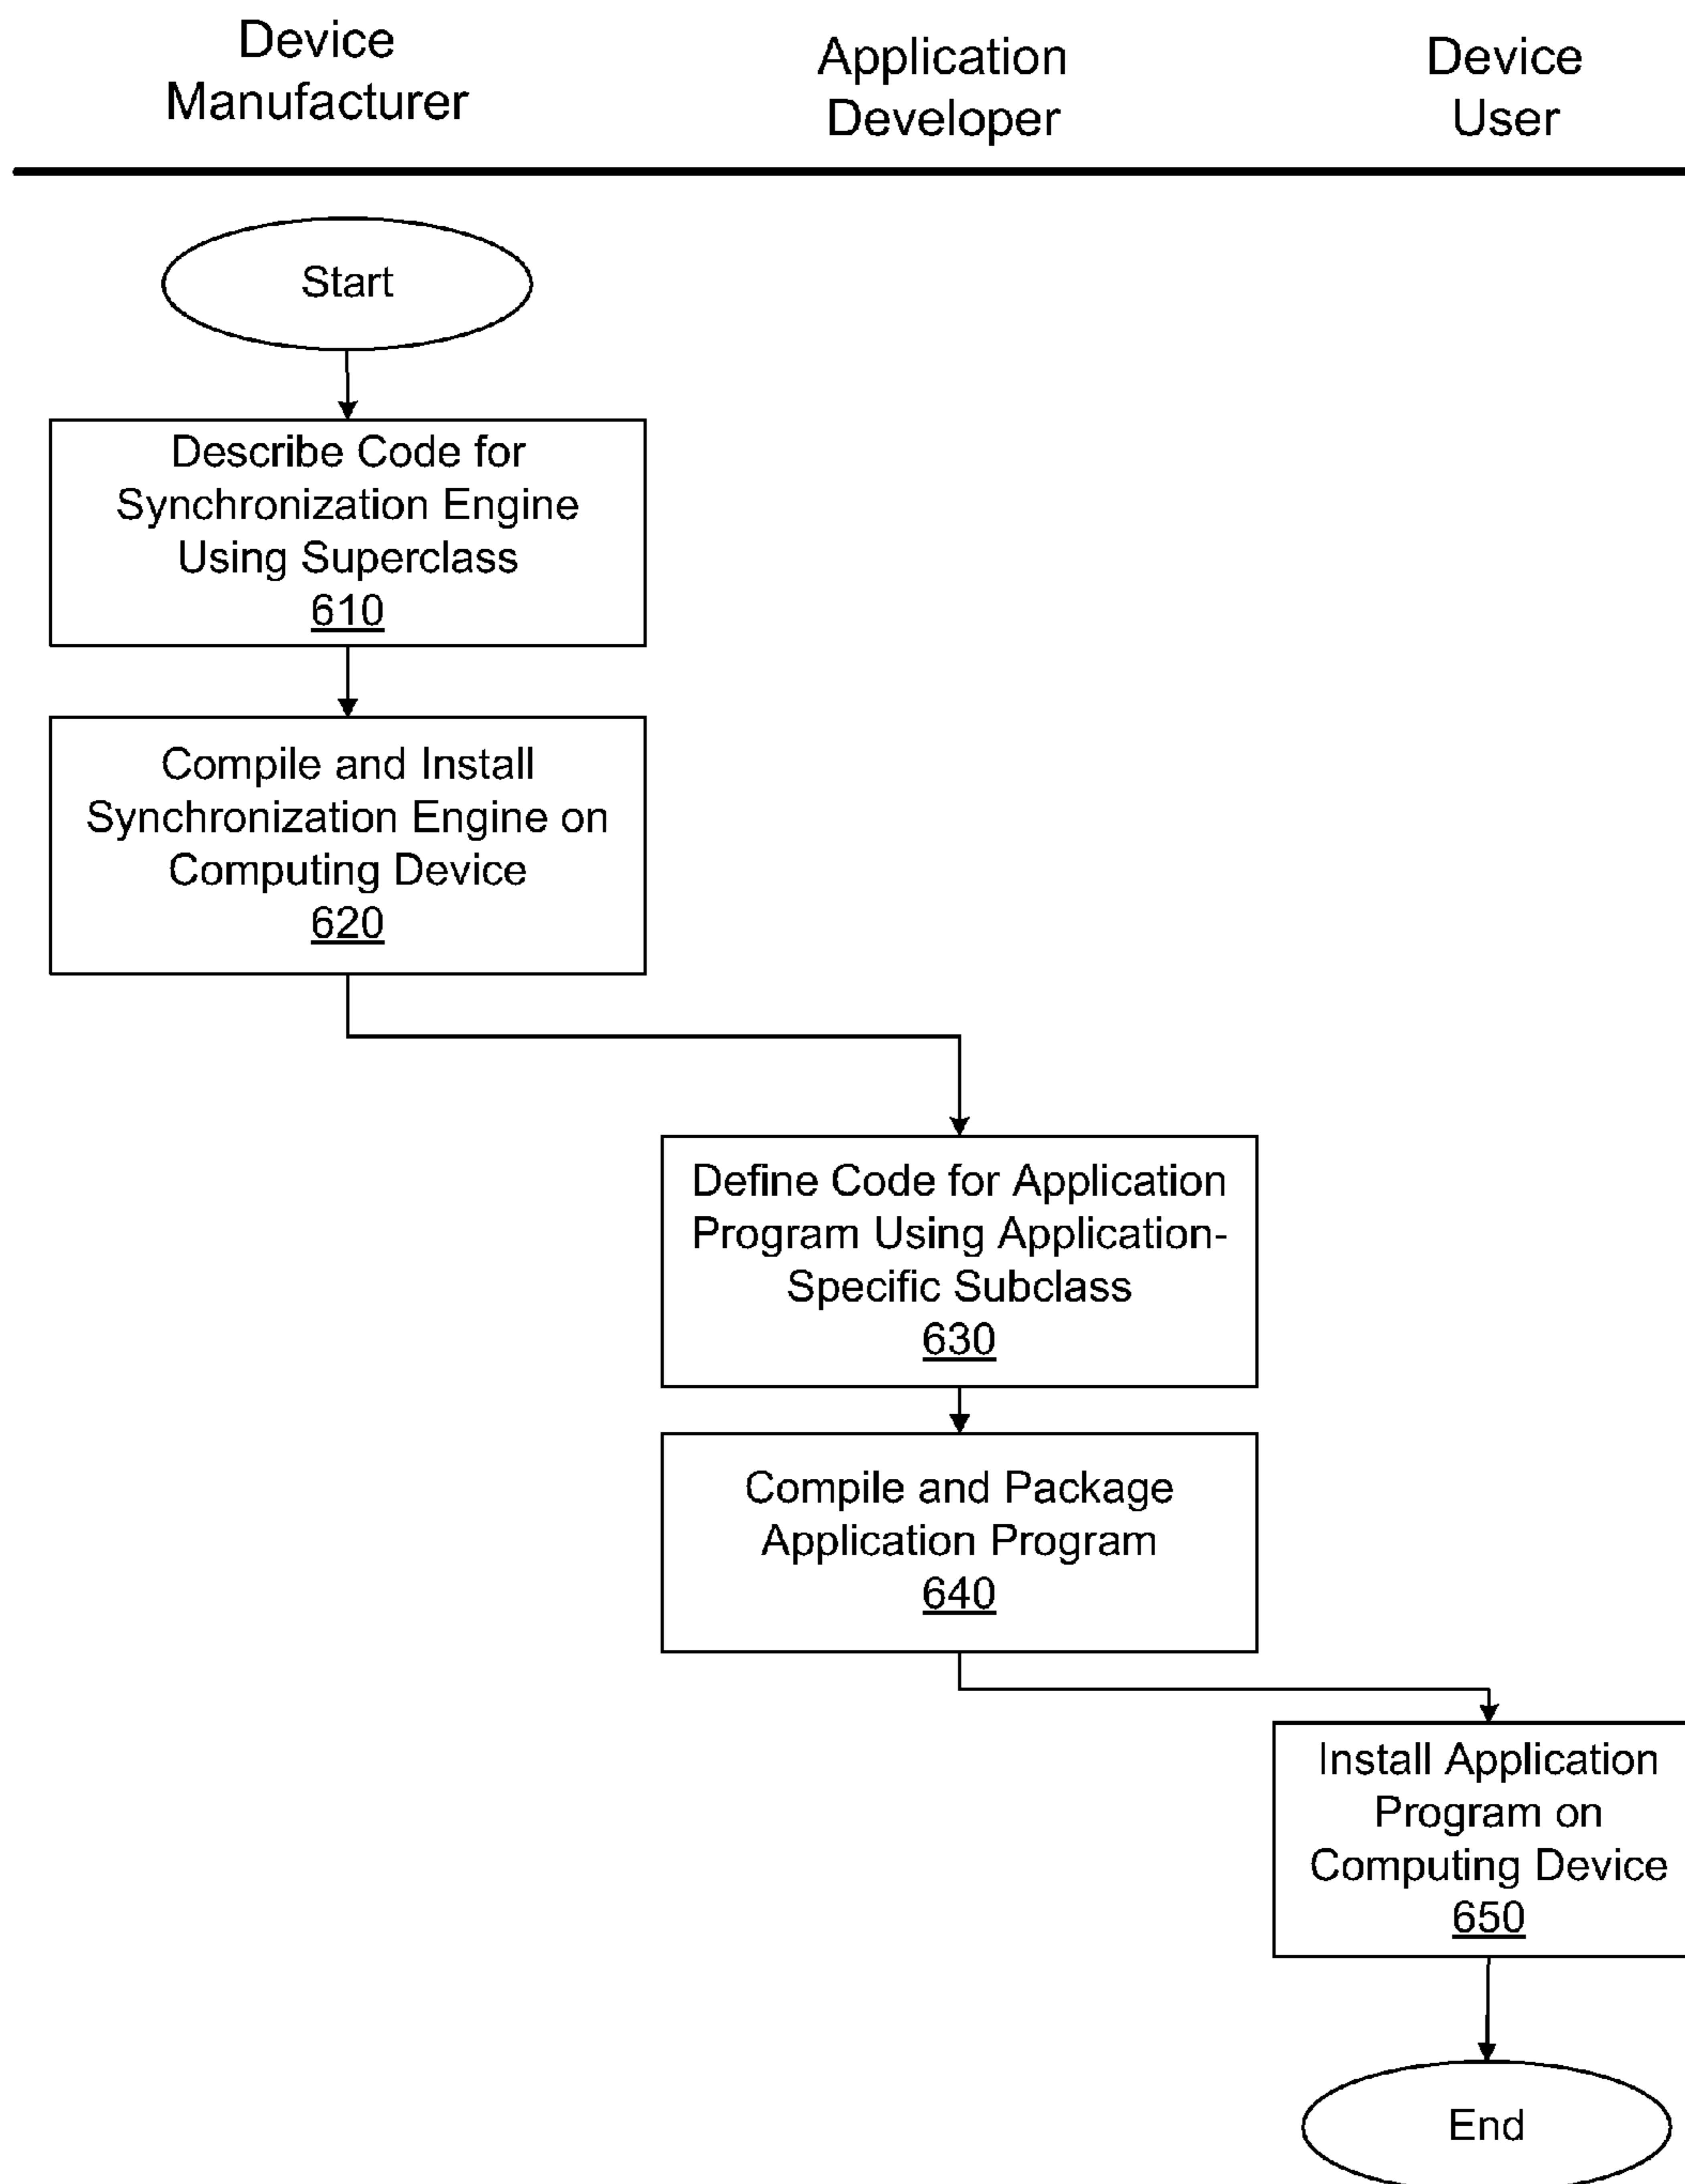 Device
Manufacturer
Application
Developer
Device
User
Start
Describe Code for
Synchronization Engine
Using Superclass
610
Compile and Install
Synchronization Engine on
Computing Device
620
Define Code for Application
Program Using Application-
Specific Subclass
630
Compile and Package
Application Program
640
Install Application
Program on
Computing Device
650
End